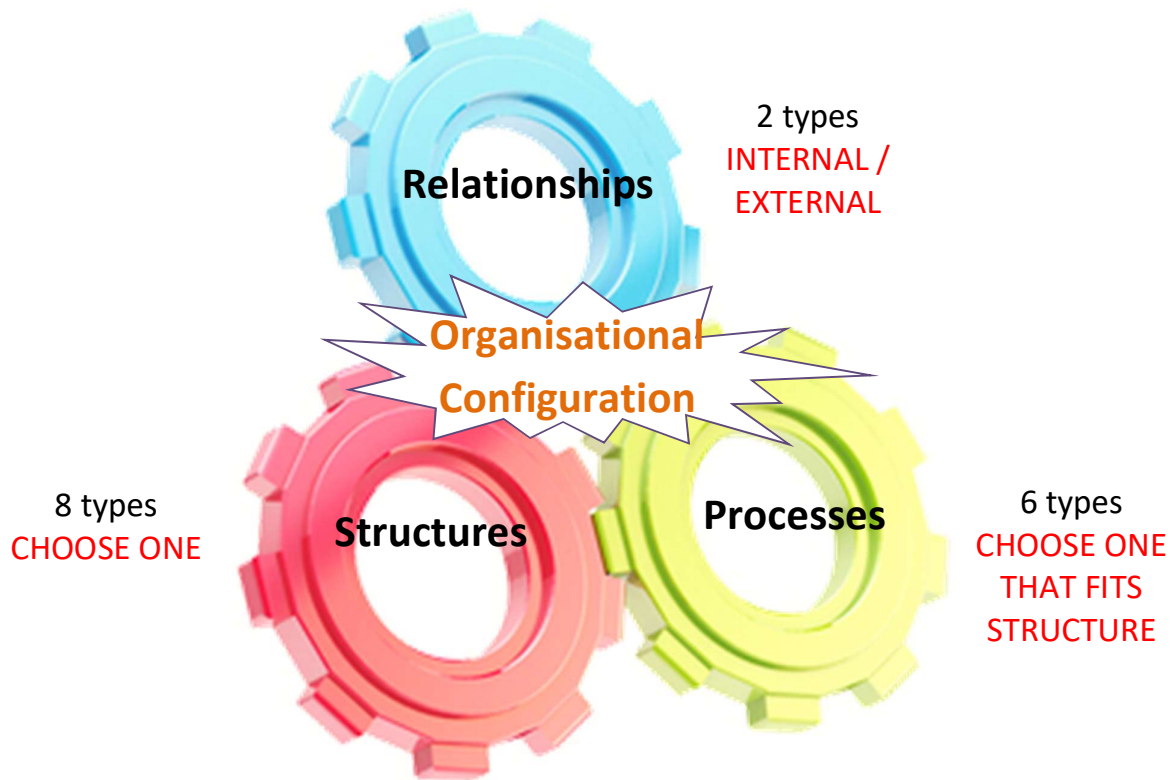 2 types
INTERNAL /
EXTERNAL
Relationships
Organisational
Configuration
8 types
CHOOSE ONE
Structures
Processes
6 types
CHOOSE ONE
THAT FITS
STRUCTURE